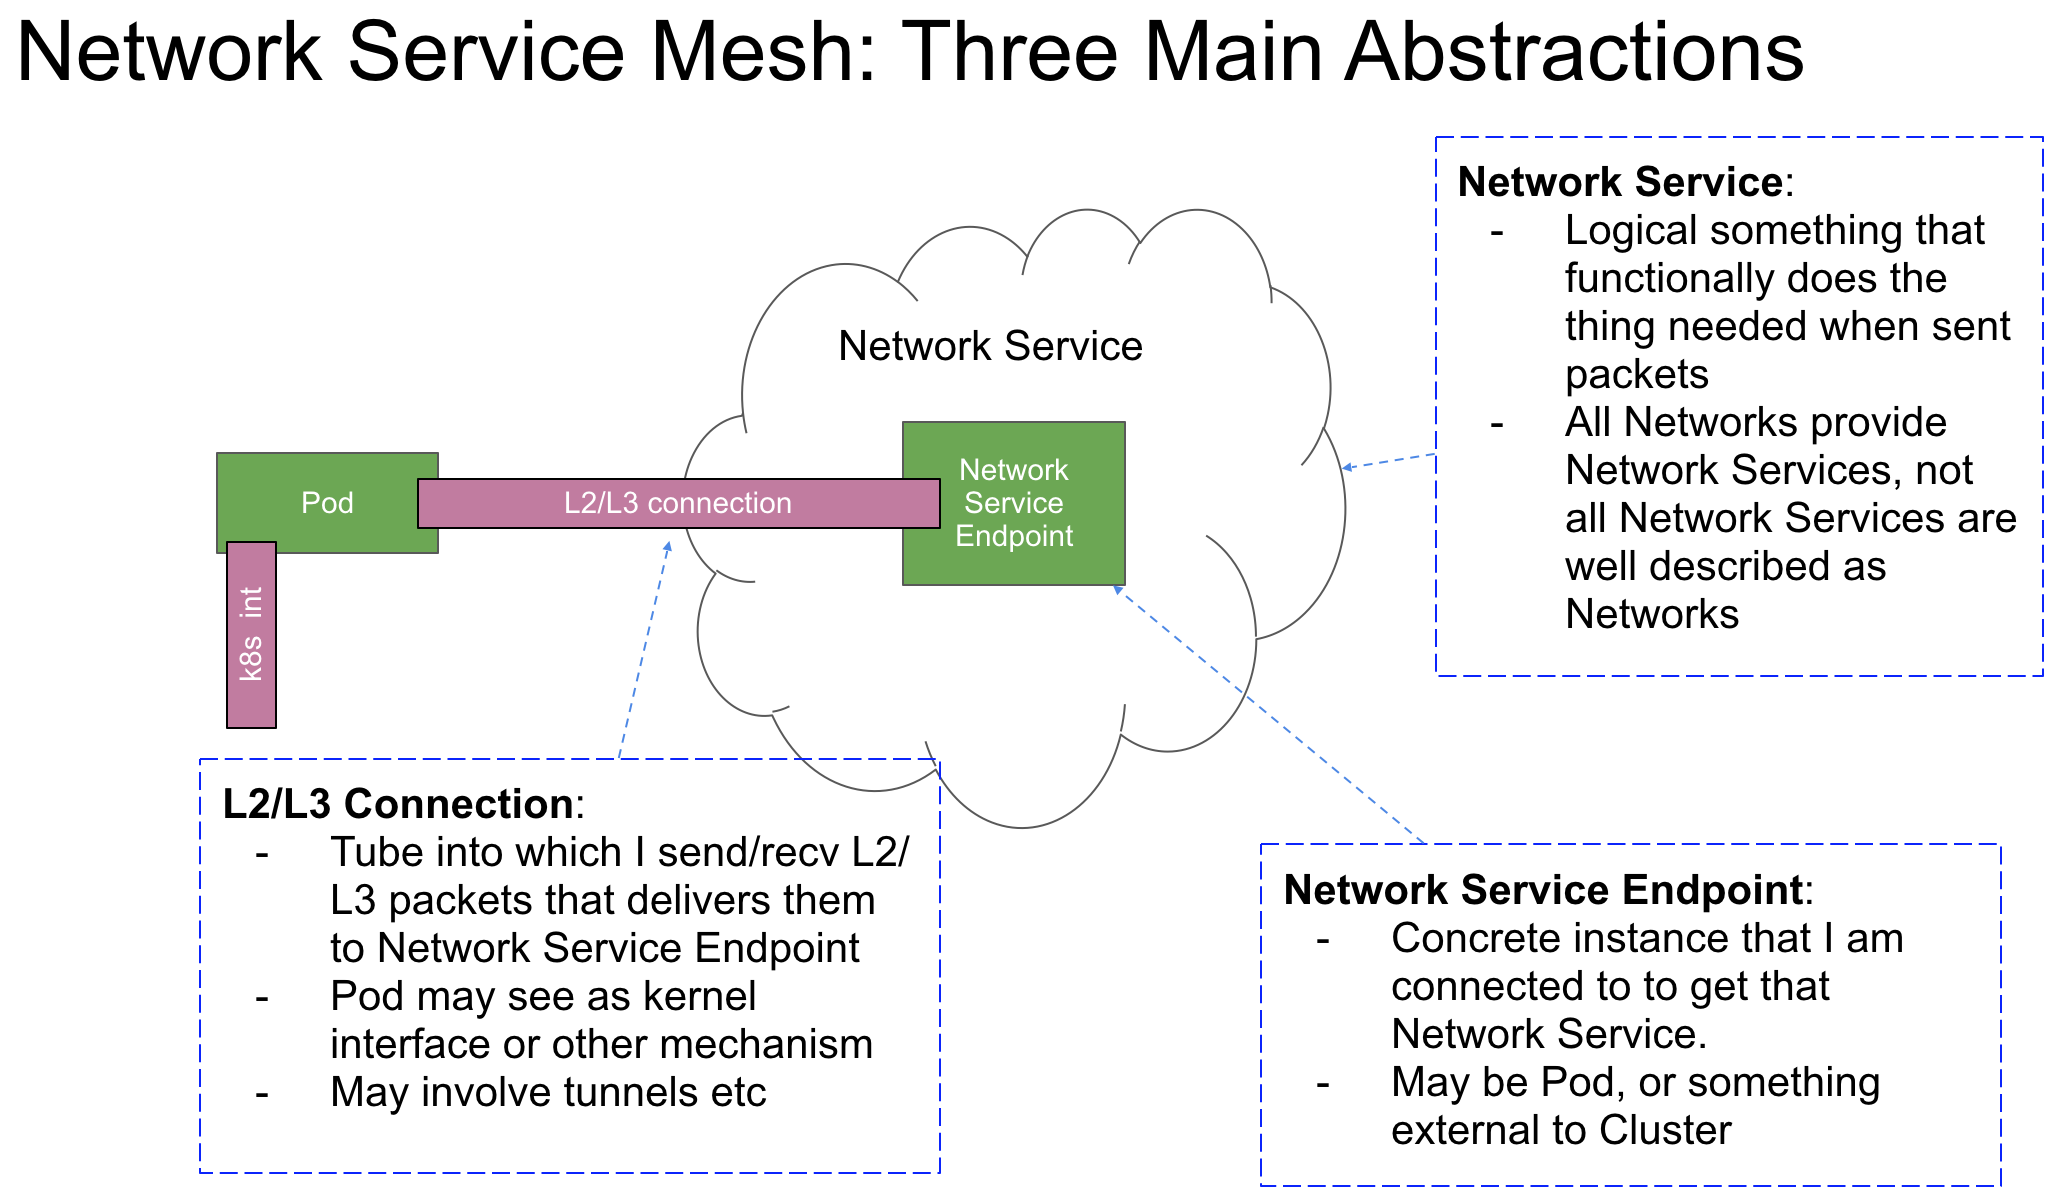 Network Service Mesh: Three Main Abstractions
Network Service:
- Logical something that
functionally does the
thing needed when sent
packets
- All Networks provide
Network Services, not
all Network Services are
well described as
Networks
Network Service
Pod
L2/L3 connection
Network
Service
Endpoint
k8s int
L2/L3 Connection:
- Tube into which I send/recv L2/
L3 packets that delivers them
to Network Service Endpoint
- Pod may see as kernel
interface or other mechanism
- May involve tunnels etc
Network Service Endpoint:
- Concrete instance that I am
connected to to get that
Network Service.
- May be Pod, or something
external to Cluster